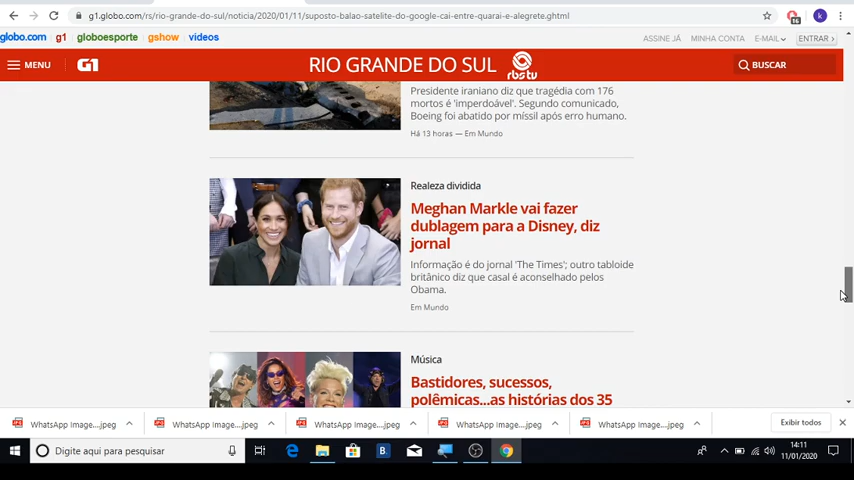 g1.globo.com/rs/rio-grande-do-sul/noticia/2020/01/11/suposto-balao-satelite-do-google-cai-entre-quarai-e-alegrete.ghtml
k
globo.com g1 globoesporte gshow videos ASSINE JÁ MINHA CONTA E-MAIL ENTRAR
MENU G1 RIO GRANDE DO SUL rbstv BUSCAR
Presidente iraniano diz que tragédia com 176
mortos é 'imperdoável'. Segundo comunicado,
Boeing foi abatido por míssil após erro humano.
Há 13 horas — Em Mundo
Realeza dividida
Meghan Markle vai fazer
dublagem para a Disney, diz
jornal
Informação é do jornal 'The Times'; outro tabloide
britânico diz que casal é aconselhado pelos
Obama.
Em Mundo
Música
Bastidores, sucessos,
polêmicas...as histórias dos 35
WhatsApp Image....jpeg WhatsApp Image....jpeg WhatsApp Image....jpeg WhatsApp Image....jpeg WhatsApp Image....jpeg Exibir todos
Digite aqui para pesquisar
14:11
11/01/2020